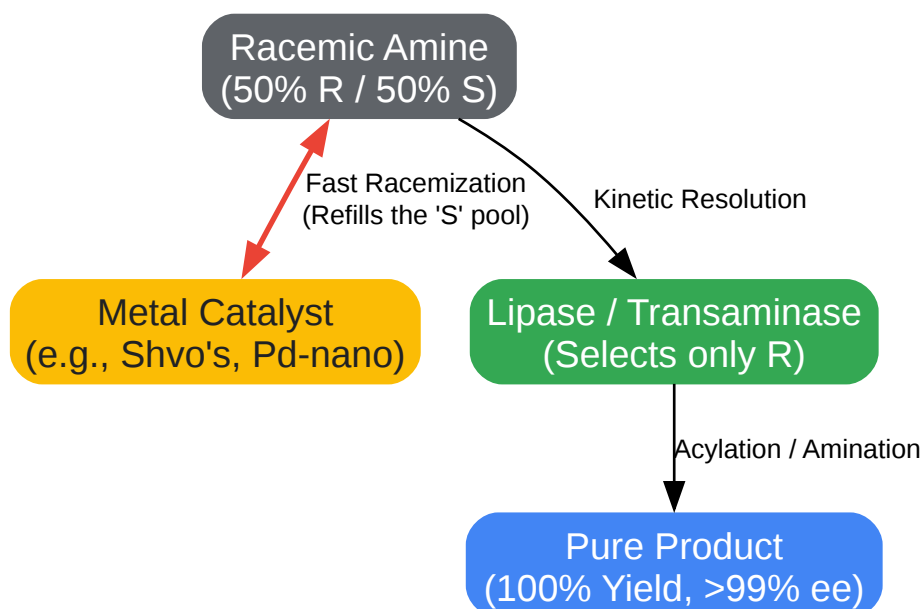 Racemic Amine
(50% R / 50% S)
Fast Racemization
(Refills the 'S' pool)
Kinetic Resolution
Metal Catalyst
(e.g., Shvo's, Pd-nano)
Lipase / Transaminase
(Selects only R)
Acylation / Amination
Pure Product
(100% Yield, >99% ee)